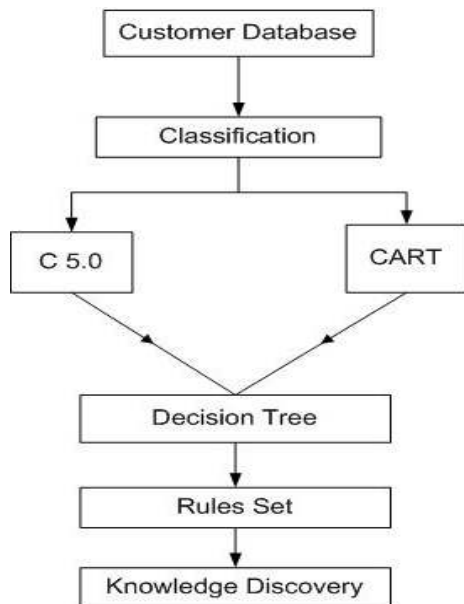 Customer Database
Classification
C 5.0
CART
Decision Tree
Rules Set
Knowledge Discovery